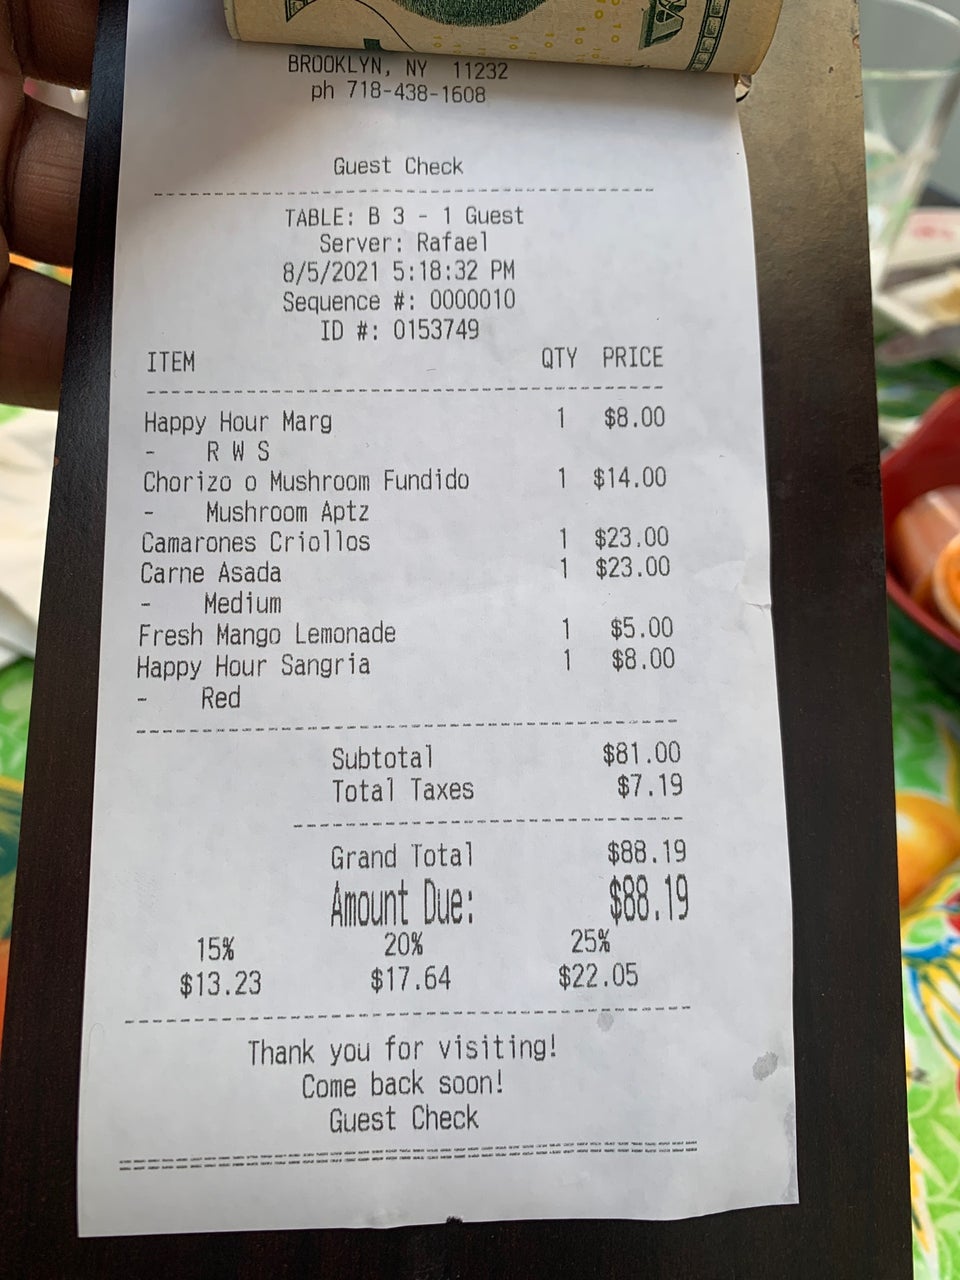 BROOKLYN, NY 11232
ph 718-438-1608
Guest Check
TABLE: B 3 - 1 Guest
Server: Rafael
8/5/2021 5:18:32 PM
Sequence #: 0000010
ID #: 0153749
ITEM QTY PRICE
Happy Hour Marg 1 $8.00
- R W S
Chorizo o Mushroom Fundido 1 $14.00
- Mushroom Aptz
Camarones Criollos 1 $23.00
Carne Asada 1 $23.00
- Medium
Fresh Mango Lemonade 1 $5.00
Happy Hour Sangria 1 $8.00
- Red
Subtotal $81.00
Total Taxes $7.19
Grand Total $88.19
Amount Due: $88.19
15% 20% 25%
$13.23 $17.64 $22.05
Thank you for visiting!
Come back soon!
Guest Check